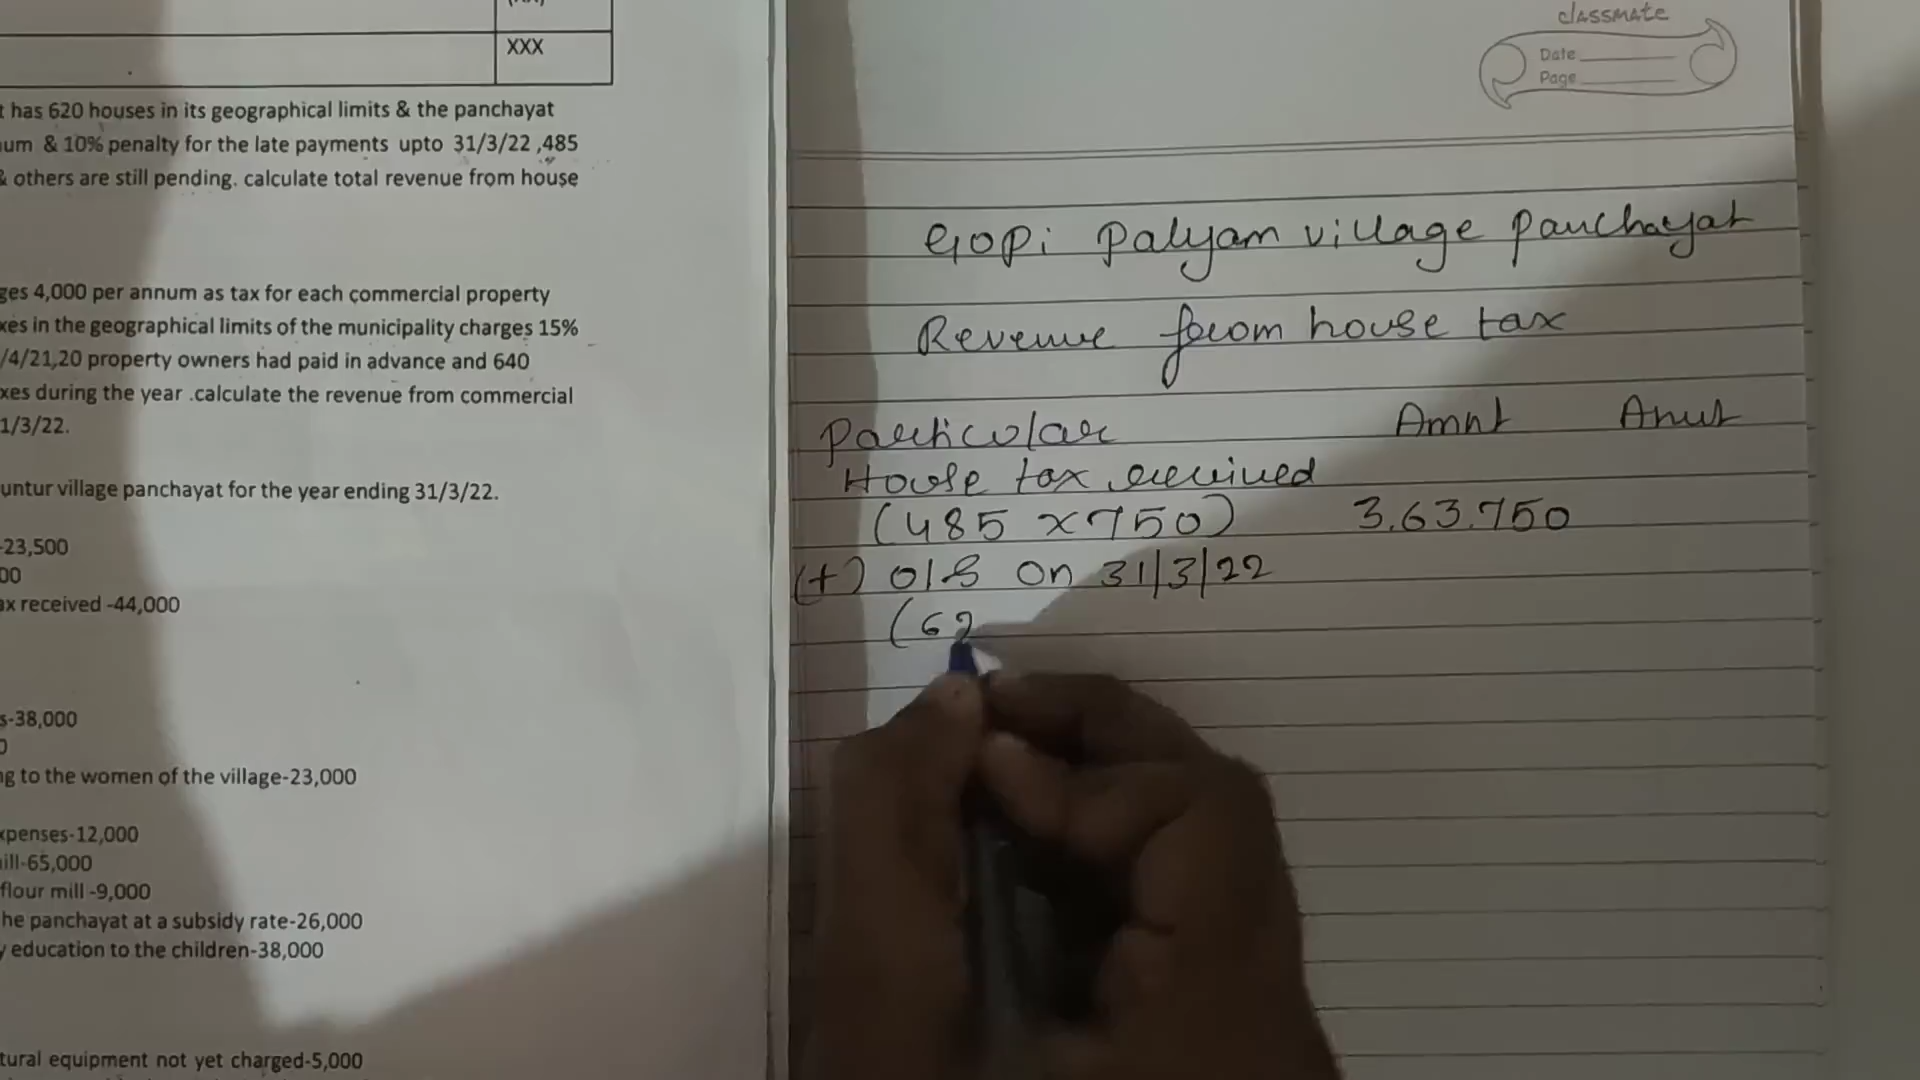 XXX
t has 620 houses in its geographical limits & the panchayat
um & 10% penalty for the late payments upto 31/3/22 ,485
& others are still pending. calculate total revenue from house
ges 4,000 per annum as tax for each commercial property
xes in the geographical limits of the municipality charges 15%
/4/21,20 property owners had paid in advance and 640
xes during the year .calculate the revenue from commercial
1/3/22.
untur village panchayat for the year ending 31/3/22.
-23,500
00
ax received -44,000
s-38,000
0
ng to the women of the village-23,000
xpenses-12,000
ill-65,000
flour mill -9,000
he panchayat at a subsidy rate-26,000
y education to the children-38,000
tural equipment not yet charged-5,000
classmate
Date
Page
Gopi Palyam village panchayat
Revenue from house tax
Particular Amnt Amnt
House tax received
(485 x 750) 3.63.750
(+) O/S On 31/3/22
(62